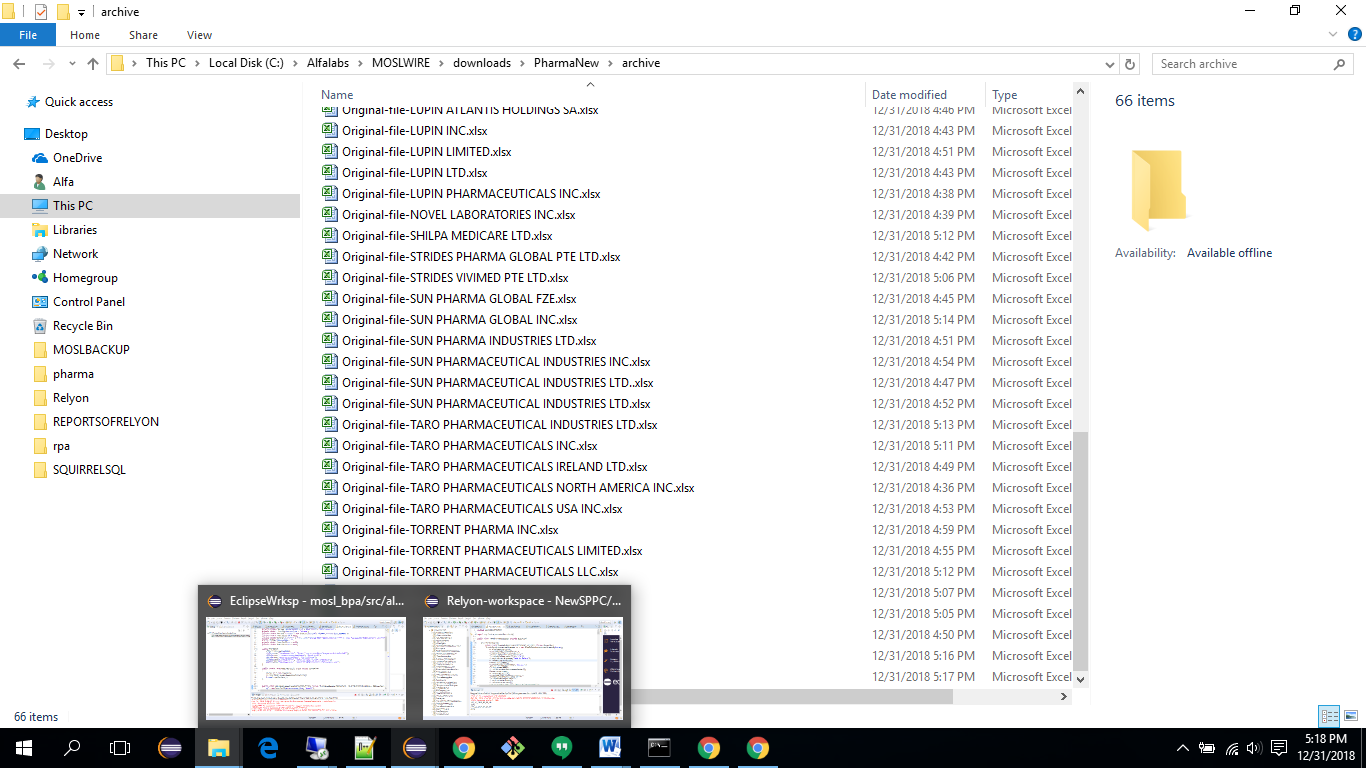 archive
File Home Share View
This PC Local Disk (C:) Alfalabs MOSLWIRE downloads PharmaNew archive
Search archive
Quick access
Desktop
OneDrive
Alfa
This PC
Libraries
Network
Homegroup
Control Panel
Recycle Bin
MOSLBACKUP
pharma
Relyon
REPORTSOFRELYON
rpa
SQUIRRELSQL
Name Date modified Type
Original-file-LUPIN ATLANTIS HOLDINGS SA.xlsx 12/31/2018 4:46 PM Microsoft Excel
Original-file-LUPIN INC.xlsx 12/31/2018 4:43 PM Microsoft Excel
Original-file-LUPIN LIMITED.xlsx 12/31/2018 4:51 PM Microsoft Excel
Original-file-LUPIN LTD.xlsx 12/31/2018 4:43 PM Microsoft Excel
Original-file-LUPIN PHARMACEUTICALS INC.xlsx 12/31/2018 4:38 PM Microsoft Excel
Original-file-NOVEL LABORATORIES INC.xlsx 12/31/2018 4:39 PM Microsoft Excel
Original-file-SHILPA MEDICARE LTD.xlsx 12/31/2018 5:12 PM Microsoft Excel
Original-file-STRIDES PHARMA GLOBAL PTE LTD.xlsx 12/31/2018 4:42 PM Microsoft Excel
Original-file-STRIDES VIVIMED PTE LTD.xlsx 12/31/2018 5:06 PM Microsoft Excel
Original-file-SUN PHARMA GLOBAL FZE.xlsx 12/31/2018 4:45 PM Microsoft Excel
Original-file-SUN PHARMA GLOBAL INC.xlsx 12/31/2018 5:14 PM Microsoft Excel
Original-file-SUN PHARMA INDUSTRIES LTD.xlsx 12/31/2018 4:51 PM Microsoft Excel
Original-file-SUN PHARMACEUTICAL INDUSTRIES INC.xlsx 12/31/2018 4:54 PM Microsoft Excel
Original-file-SUN PHARMACEUTICAL INDUSTRIES LTD..xlsx 12/31/2018 4:47 PM Microsoft Excel
Original-file-SUN PHARMACEUTICAL INDUSTRIES LTD.xlsx 12/31/2018 4:52 PM Microsoft Excel
Original-file-TARO PHARMACEUTICAL INDUSTRIES LTD.xlsx 12/31/2018 5:13 PM Microsoft Excel
Original-file-TARO PHARMACEUTICALS INC.xlsx 12/31/2018 5:11 PM Microsoft Excel
Original-file-TARO PHARMACEUTICALS IRELAND LTD.xlsx 12/31/2018 4:49 PM Microsoft Excel
Original-file-TARO PHARMACEUTICALS NORTH AMERICA INC.xlsx 12/31/2018 4:36 PM Microsoft Excel
Original-file-TARO PHARMACEUTICALS USA INC.xlsx 12/31/2018 4:53 PM Microsoft Excel
Original-file-TORRENT PHARMA INC.xlsx 12/31/2018 4:59 PM Microsoft Excel
Original-file-TORRENT PHARMACEUTICALS LIMITED.xlsx 12/31/2018 4:55 PM Microsoft Excel
Original-file-TORRENT PHARMACEUTICALS LLC.xlsx 12/31/2018 5:12 PM Microsoft Excel
12/31/2018 5:07 PM Microsoft Excel
12/31/2018 5:05 PM Microsoft Excel
12/31/2018 4:50 PM Microsoft Excel
12/31/2018 5:16 PM Microsoft Excel
12/31/2018 5:17 PM Microsoft Excel
66 items
Availability: Available offline
EclipseWrksp - mosl_bpa/src/al...
Relyon-workspace - NewSPPC/...
66 items
5:18 PM
12/31/2018